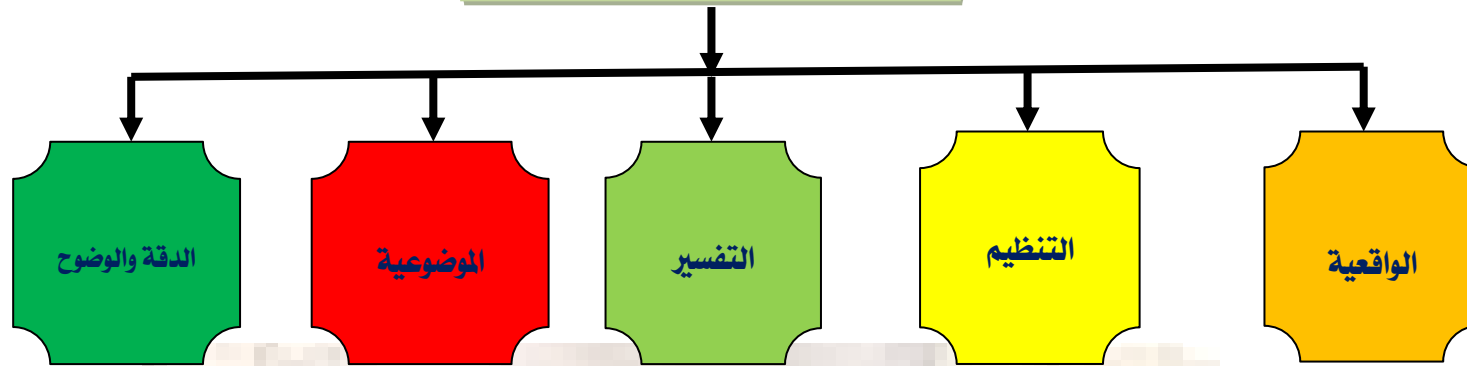 الواقعية
التنظيم
التفسير
الموضوعية
الدقة والوضوح